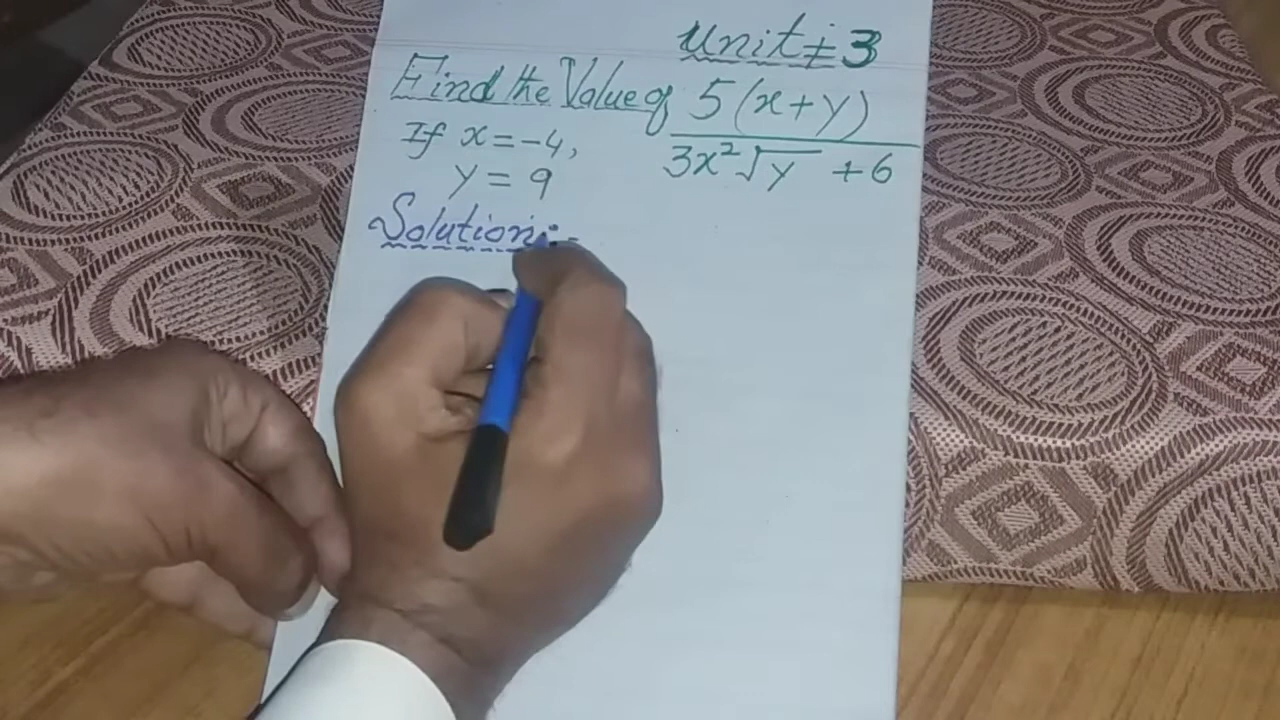 Unit = 3
Find the Value of 5(x+y)
If x=-4, 3x²√y +6
y = 9
Solution:-